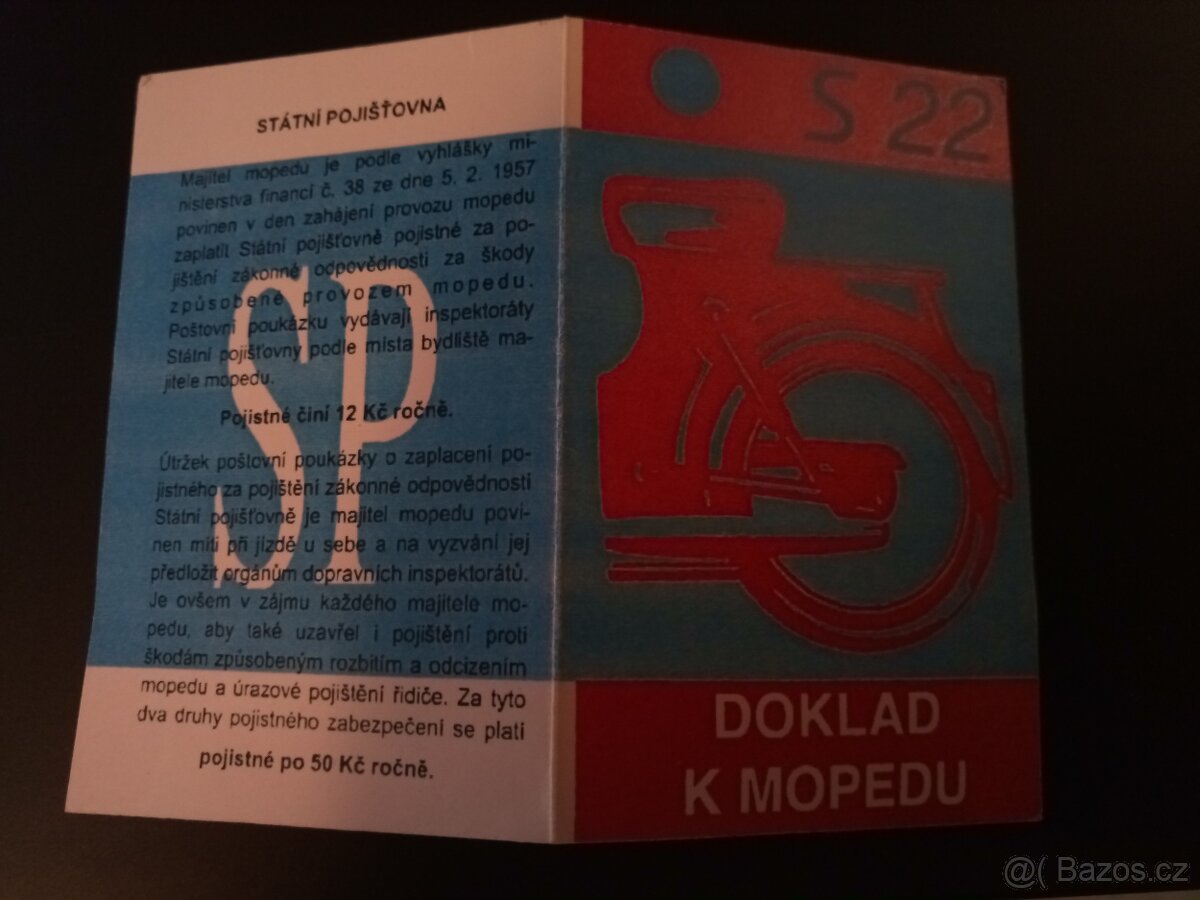 STÁTNÍ POJIŠŤOVNA
Majitel mopedu je podle vyhlášky mi-
nisterstva financí č. 38 ze dne 5. 2. 1957
povinen v den zahájení provozu mopedu
zaplatit Státní pojišťovně pojistné za po-
jištění zákonné odpovědnosti za škody
způsobené provozem mopedu.
Poštovní poukázku vydávají inspektoráty
Státní pojišťovny podle místa bydliště ma-
jitele mopedu.
Pojistné činí 12 Kč ročně.
Útržek poštovní poukázky o zaplacení po-
jistného za pojištění zákonné odpovědnosti
Státní pojišťovně je majitel mopedu povi-
nen míti při jízdě u sebe a na vyzvání jej
předložit orgánům dopravních inspektorátů.
Je ovšem v zájmu každého majitele mo-
pedu, aby také uzavřel i pojištění proti
škodám způsobeným rozbitím a odcizením
mopedu a úrazové pojištění řidiče. Za tyto
dva druhy pojistného zabezpečení se platí
pojistné po 50 Kč ročně.
SP
S 22
DOKLAD
K MOPEDU
@( Bazos.cz